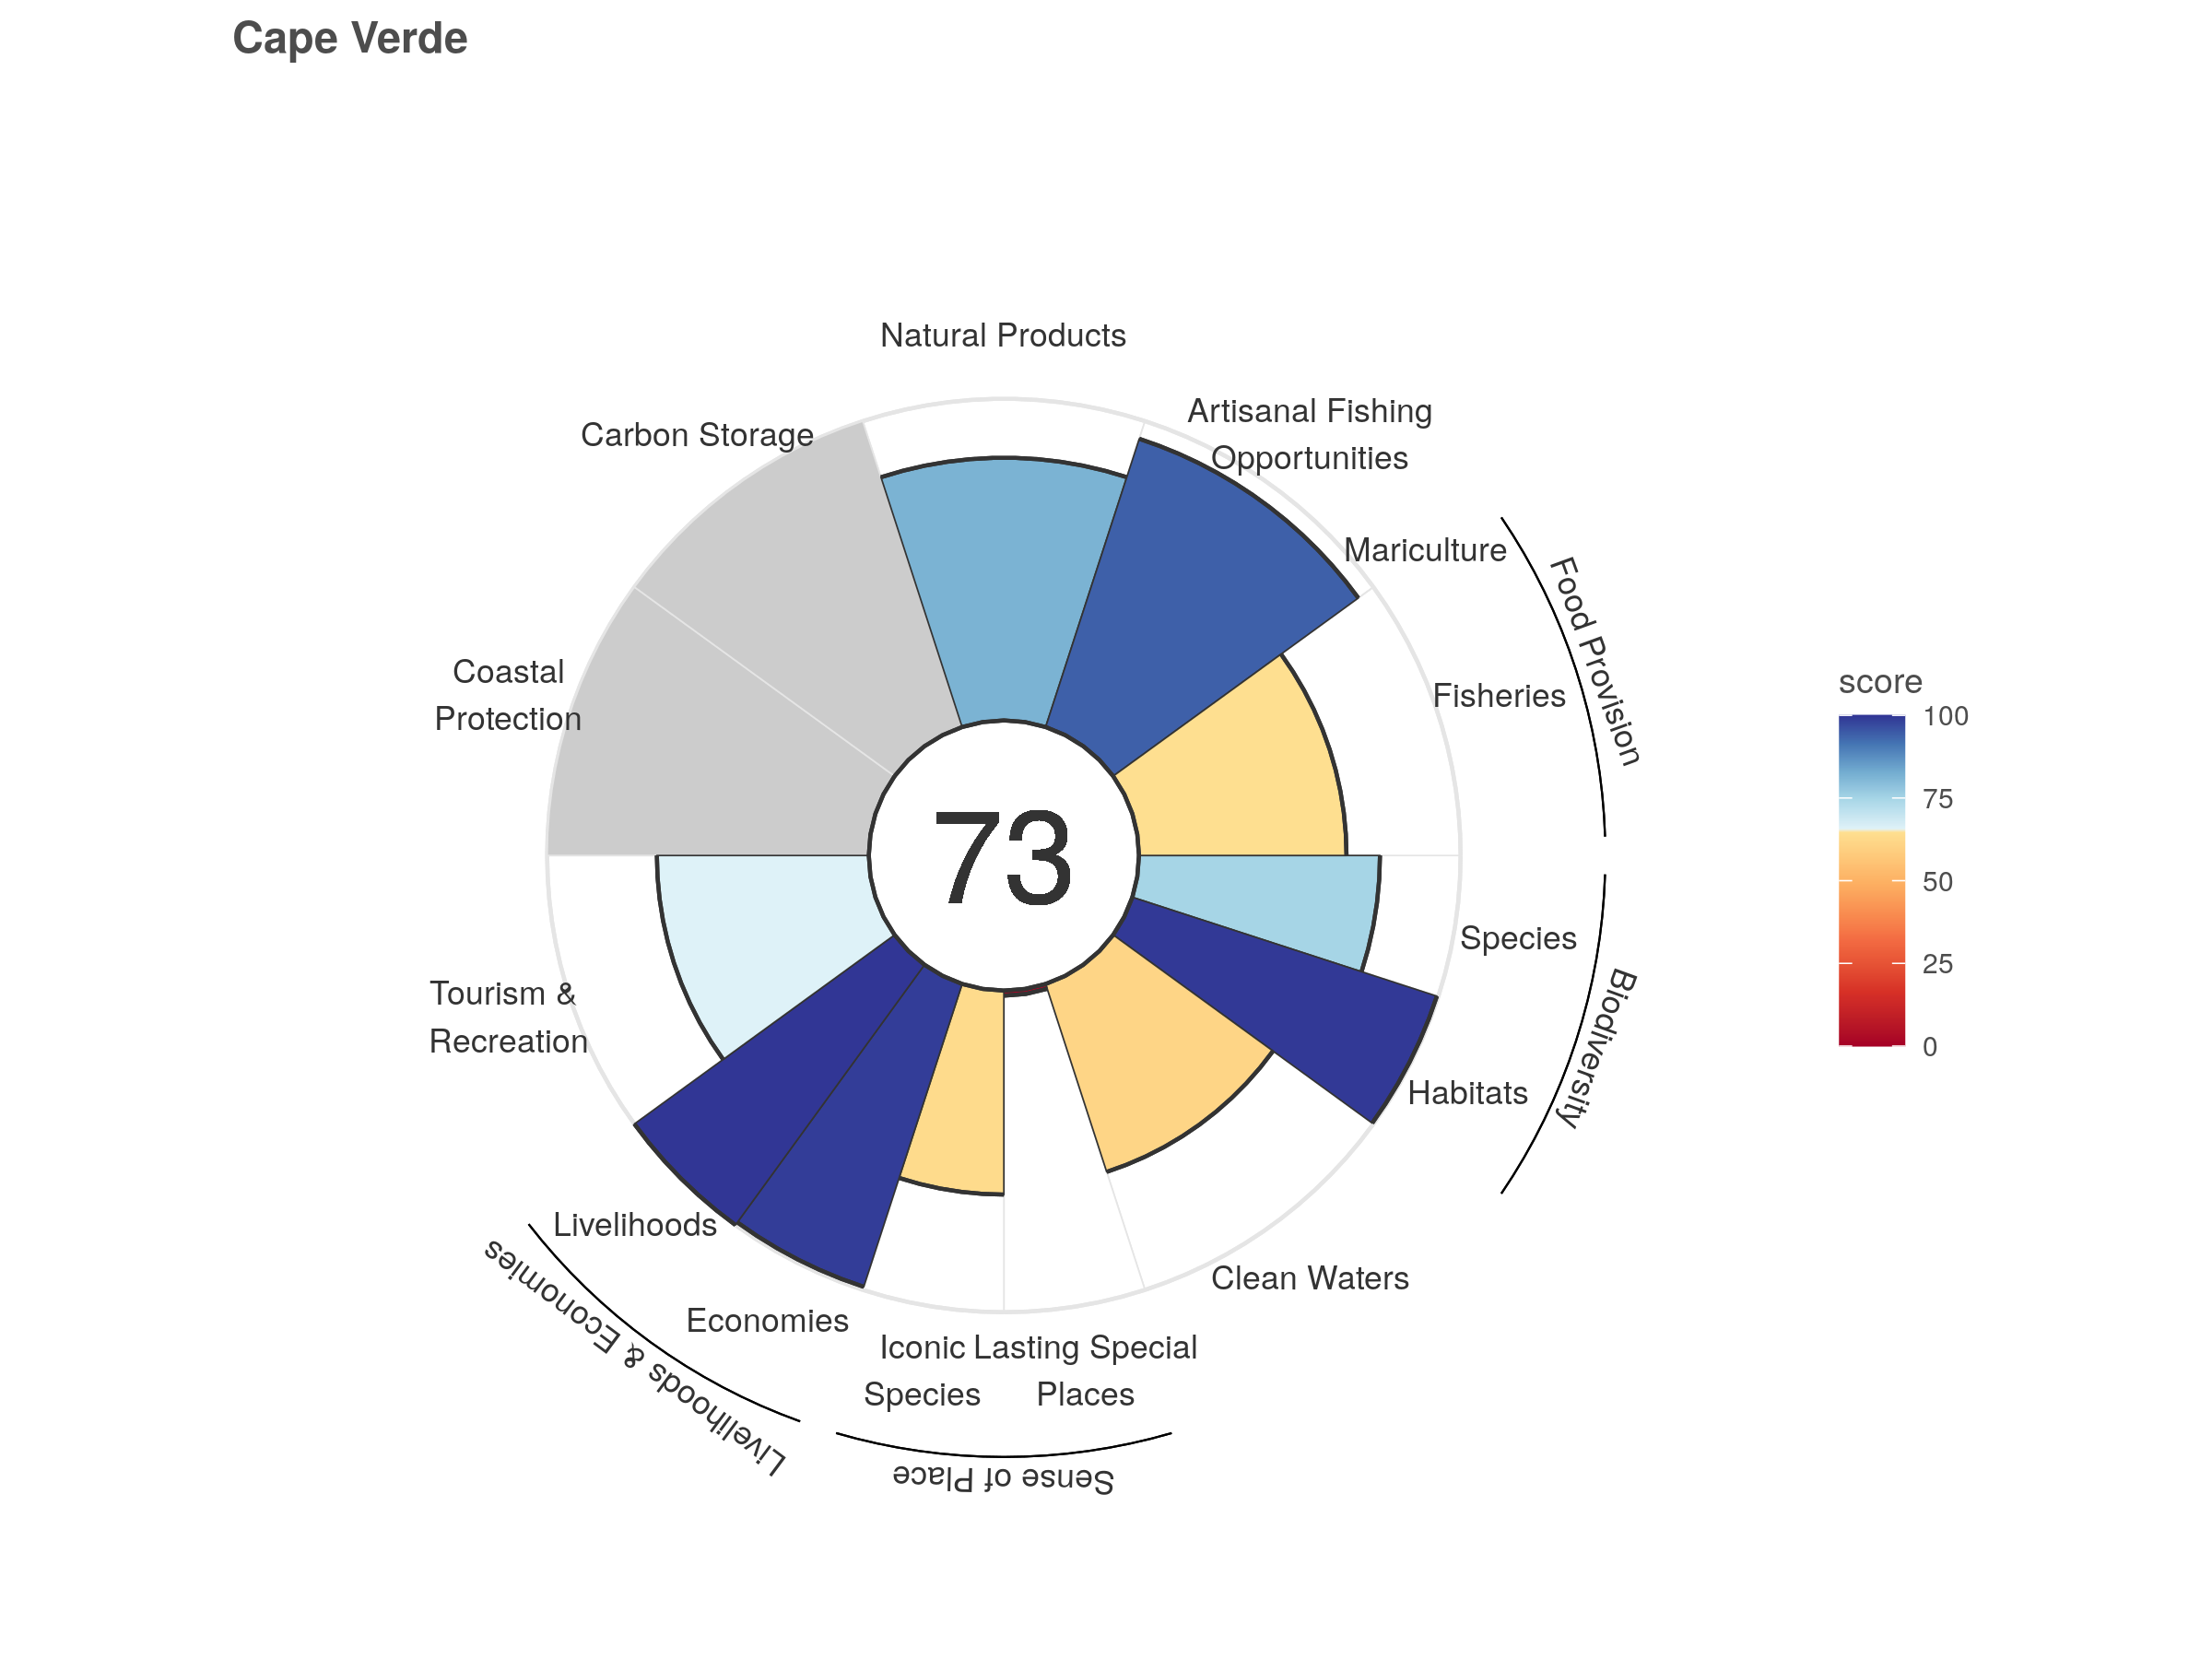 Cape Verde
Natural Products
Artisanal Fishing
Opportunities
Carbon Storage
Mariculture
Food Provision
Fisheries
Coastal
Protection
73
score
100
75
50
25
0
Species
Biodiversity
Habitats
Tourism &
Recreation
Livelihoods
Clean Waters
Economies
Livelihoods & Economies
Iconic
Species
Lasting Special
Places
Sense of Place